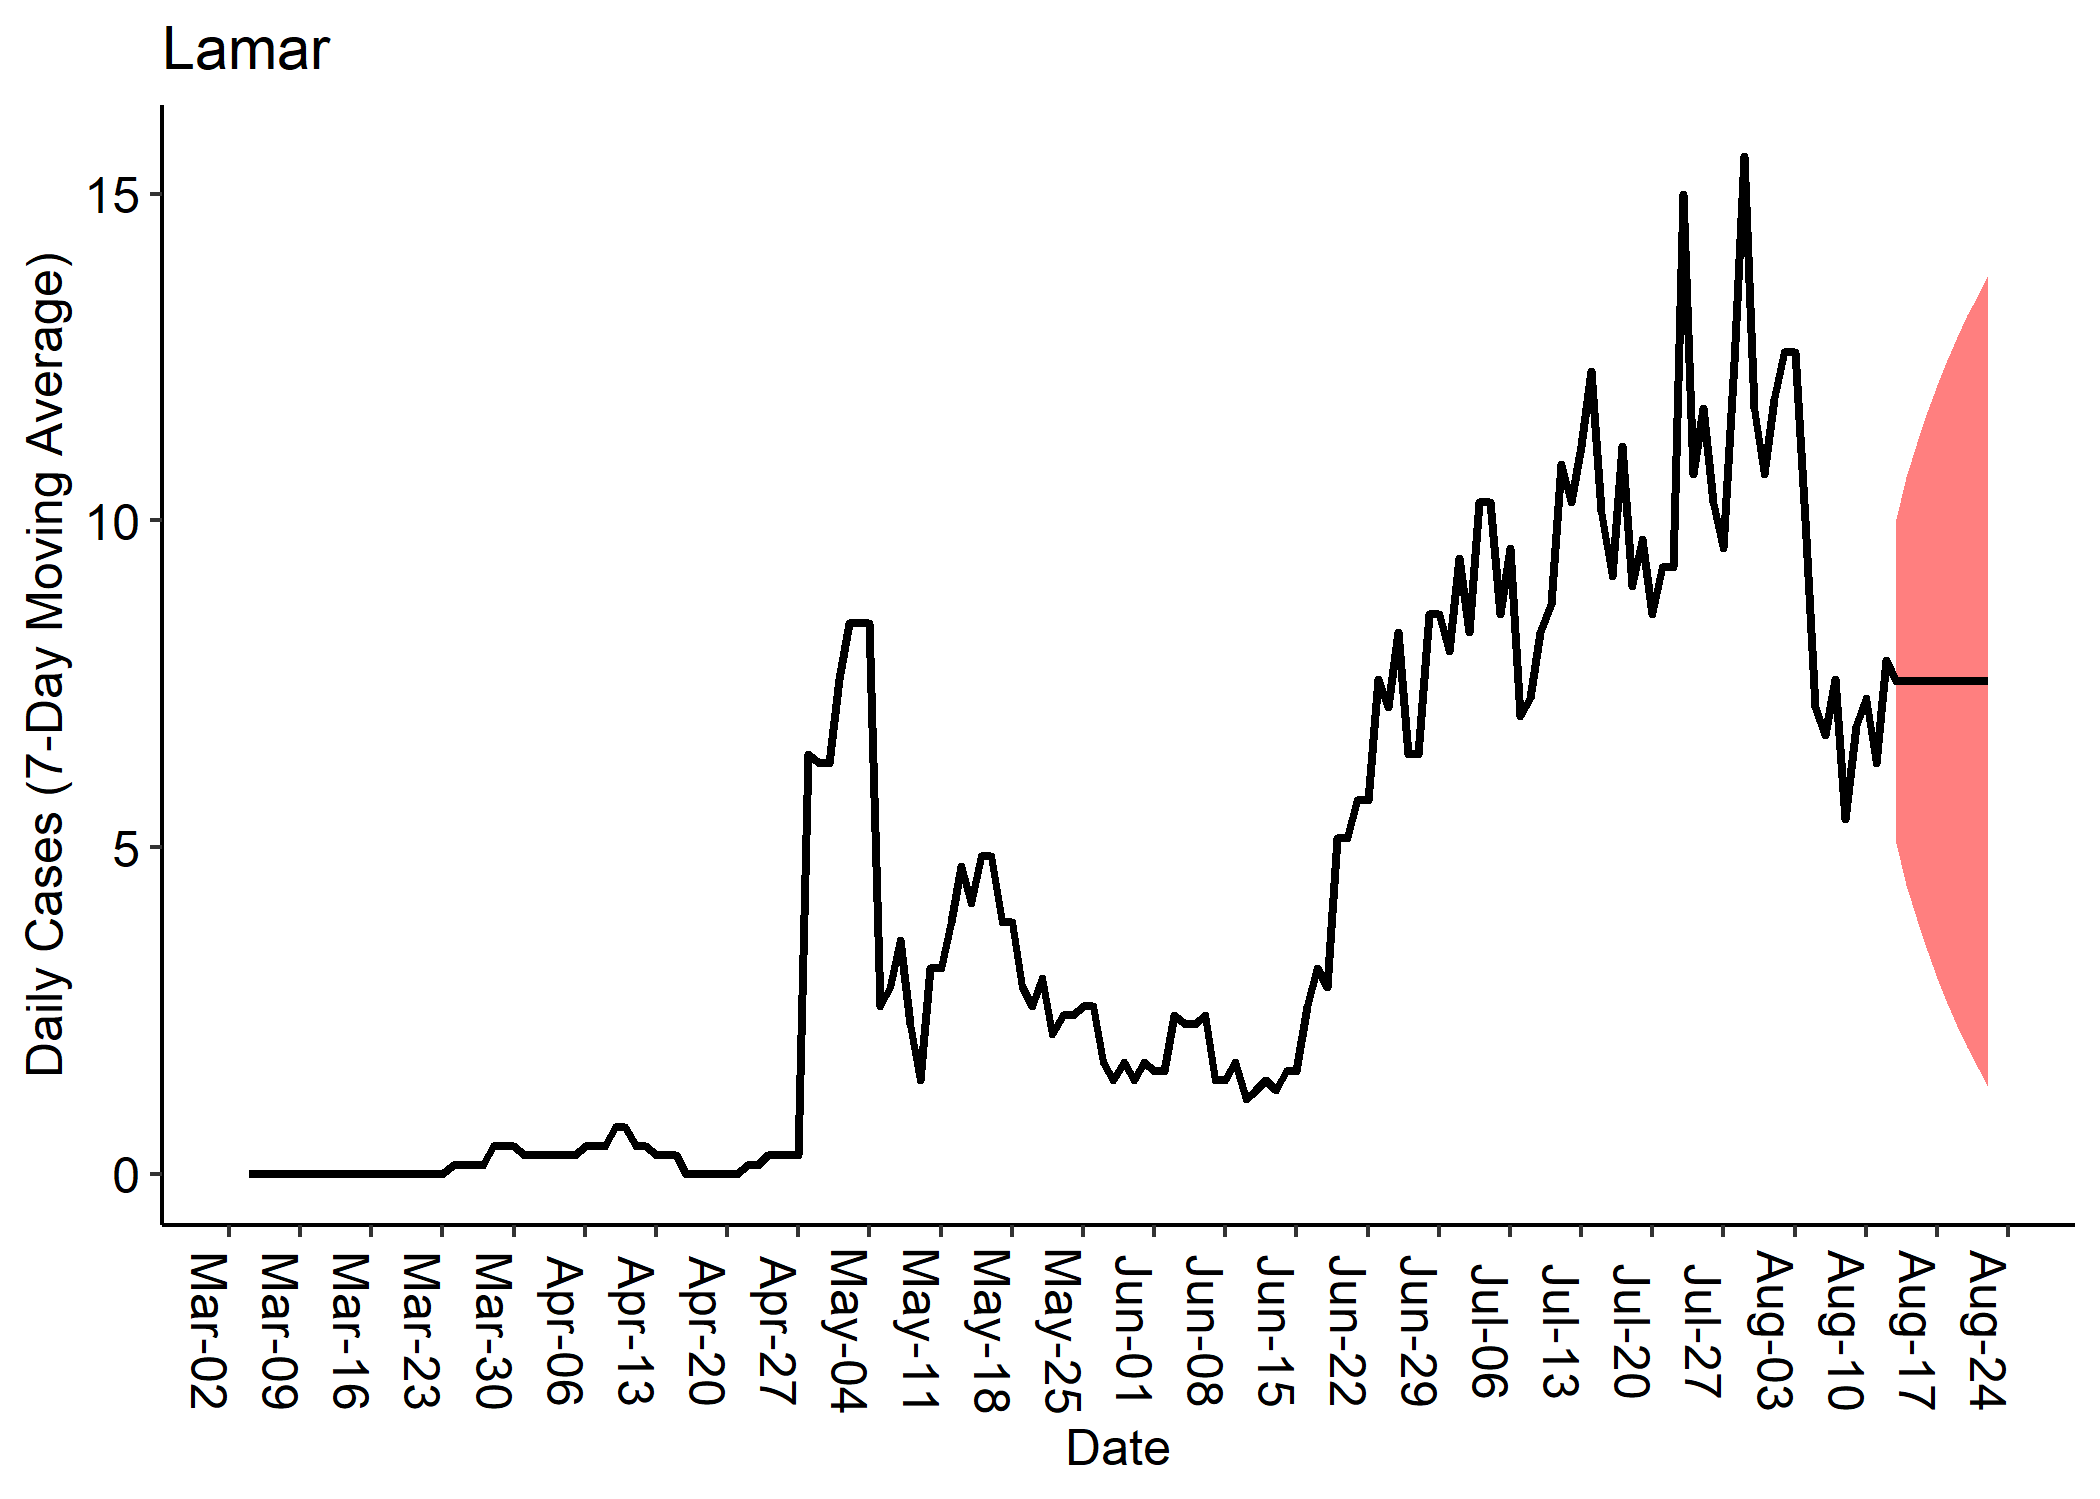 Lamar
Daily Cases (7-Day Moving Average)
15
10
5
0
Mar-02
Mar-09
Mar-16
Mar-23
Mar-30
Apr-06
Apr-13
Apr-20
Apr-27
May-04
May-11
May-18
May-25
Jun-01
Jun-08
Jun-15
Jun-22
Jun-29
Jul-06
Jul-13
Jul-20
Jul-27
Aug-03
Aug-10
Aug-17
Aug-24
Date